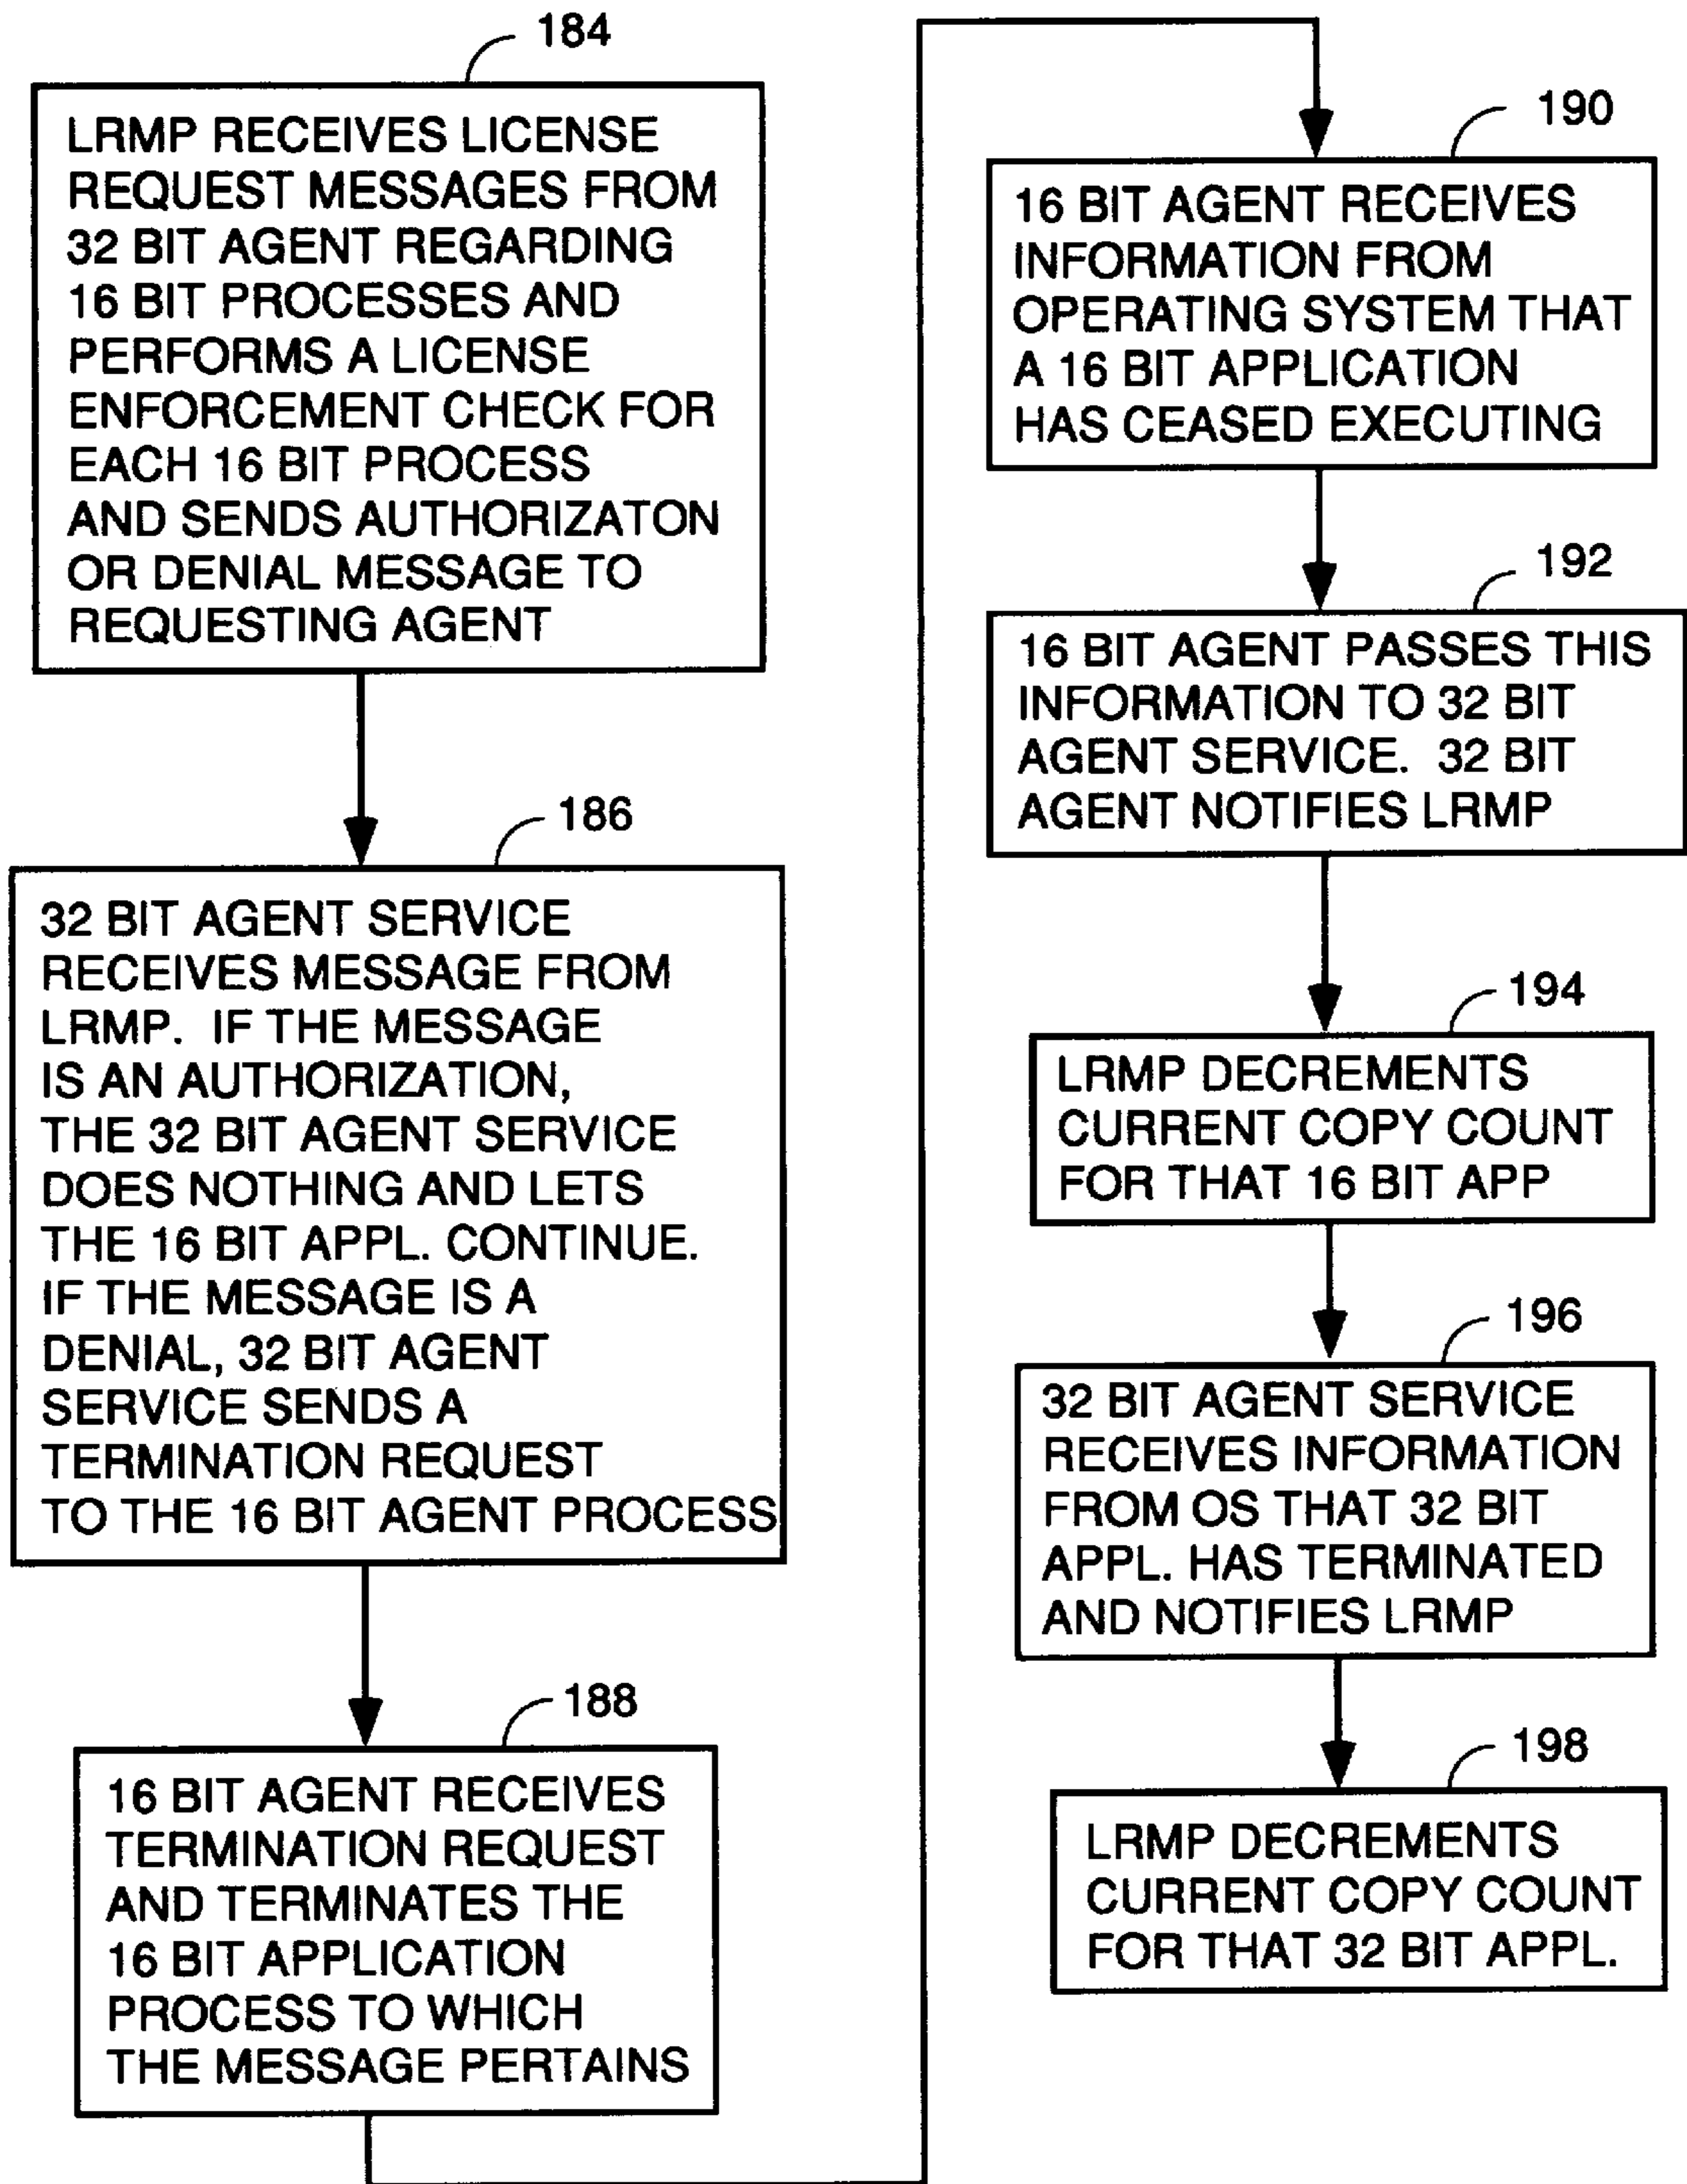 184
LRMP RECEIVES LICENSE
REQUEST MESSAGES FROM
32 BIT AGENT REGARDING
16 BIT PROCESSES AND
PERFORMS A LICENSE
ENFORCEMENT CHECK FOR
EACH 16 BIT PROCESS
AND SENDS AUTHORIZATON
OR DENIAL MESSAGE TO
REQUESTING AGENT
186
32 BIT AGENT SERVICE
RECEIVES MESSAGE FROM
LRMP. IF THE MESSAGE
IS AN AUTHORIZATION,
THE 32 BIT AGENT SERVICE
DOES NOTHING AND LETS
THE 16 BIT APPL. CONTINUE.
IF THE MESSAGE IS A
DENIAL, 32 BIT AGENT
SERVICE SENDS A
TERMINATION REQUEST
TO THE 16 BIT AGENT PROCESS
188
16 BIT AGENT RECEIVES
TERMINATION REQUEST
AND TERMINATES THE
16 BIT APPLICATION
PROCESS TO WHICH
THE MESSAGE PERTAINS
190
16 BIT AGENT RECEIVES
INFORMATION FROM
OPERATING SYSTEM THAT
A 16 BIT APPLICATION
HAS CEASED EXECUTING
192
16 BIT AGENT PASSES THIS
INFORMATION TO 32 BIT
AGENT SERVICE. 32 BIT
AGENT NOTIFIES LRMP
194
LRMP DECREMENTS
CURRENT COPY COUNT
FOR THAT 16 BIT APP
196
32 BIT AGENT SERVICE
RECEIVES INFORMATION
FROM OS THAT 32 BIT
APPL. HAS TERMINATED
AND NOTIFIES LRMP
198
LRMP DECREMENTS
CURRENT COPY COUNT
FOR THAT 32 BIT APPL.